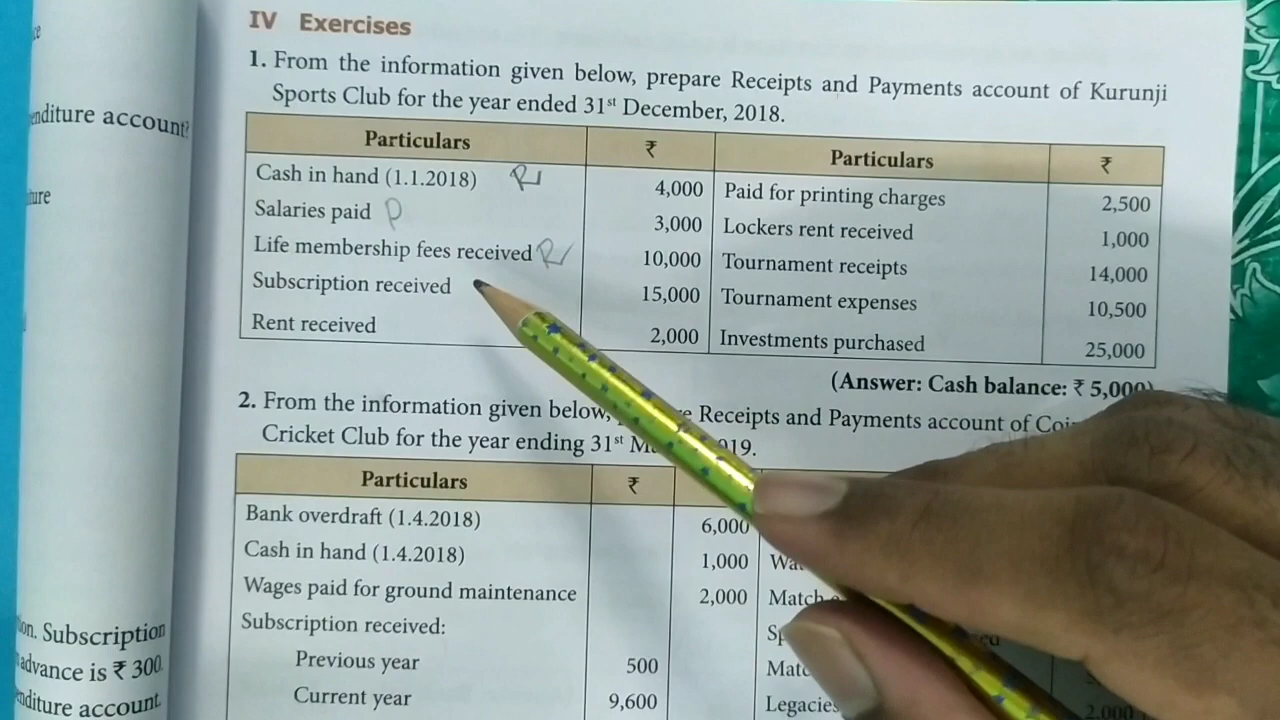 IV Exercises
1. From the information given below, prepare Receipts and Payments account of Kurunji
Sports Club for the year ended 31st December, 2018.
Particulars ₹ Particulars ₹
Cash in hand (1.1.2018) R 4,000 Paid for printing charges 2,500
Salaries paid P 3,000 Lockers rent received 1,000
Life membership fees received R 10,000 Tournament receipts 14,000
Subscription received 15,000 Tournament expenses 10,500
Rent received 2,000 Investments purchased 25,000
(Answer: Cash balance: ₹ 5,000)
2. From the information given below, Receipts and Payments account of
Cricket Club for the year ending 31st
Particulars ₹
Bank overdraft (1.4.2018) 6,000
Cash in hand (1.4.2018) 1,000
Wages paid for ground maintenance 2,000 Match
Subscription received:
Previous year 500
Current year 9,600 Legacies
enditure account?
on. Subscription
advance is ₹ 300.
enditure account.